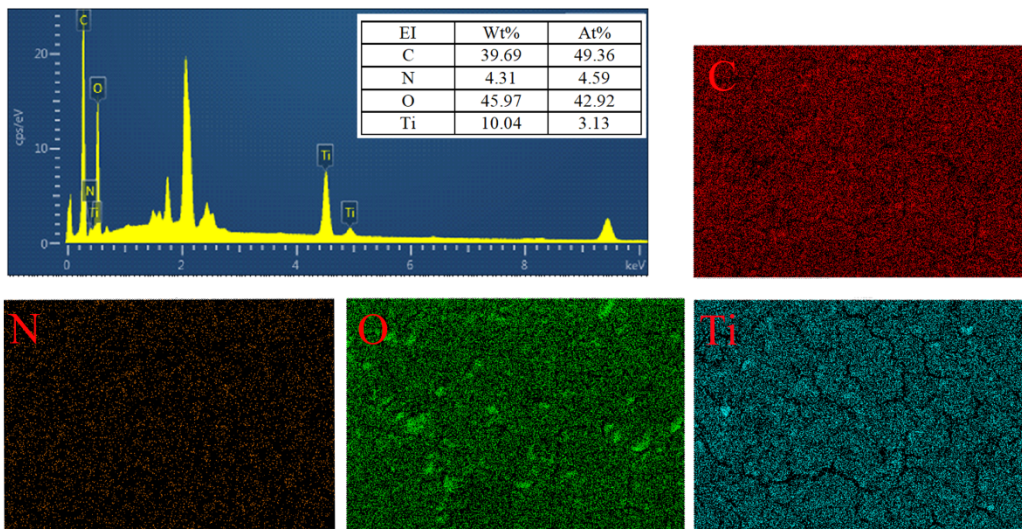 C
O
N
Ti
Ti
Ti
cps/eV
20
10
0
0
2
4
6
8
keV
EI Wt% At%
C 39.69 49.36
N 4.31 4.59
O 45.97 42.92
Ti 10.04 3.13
C
N
O
Ti